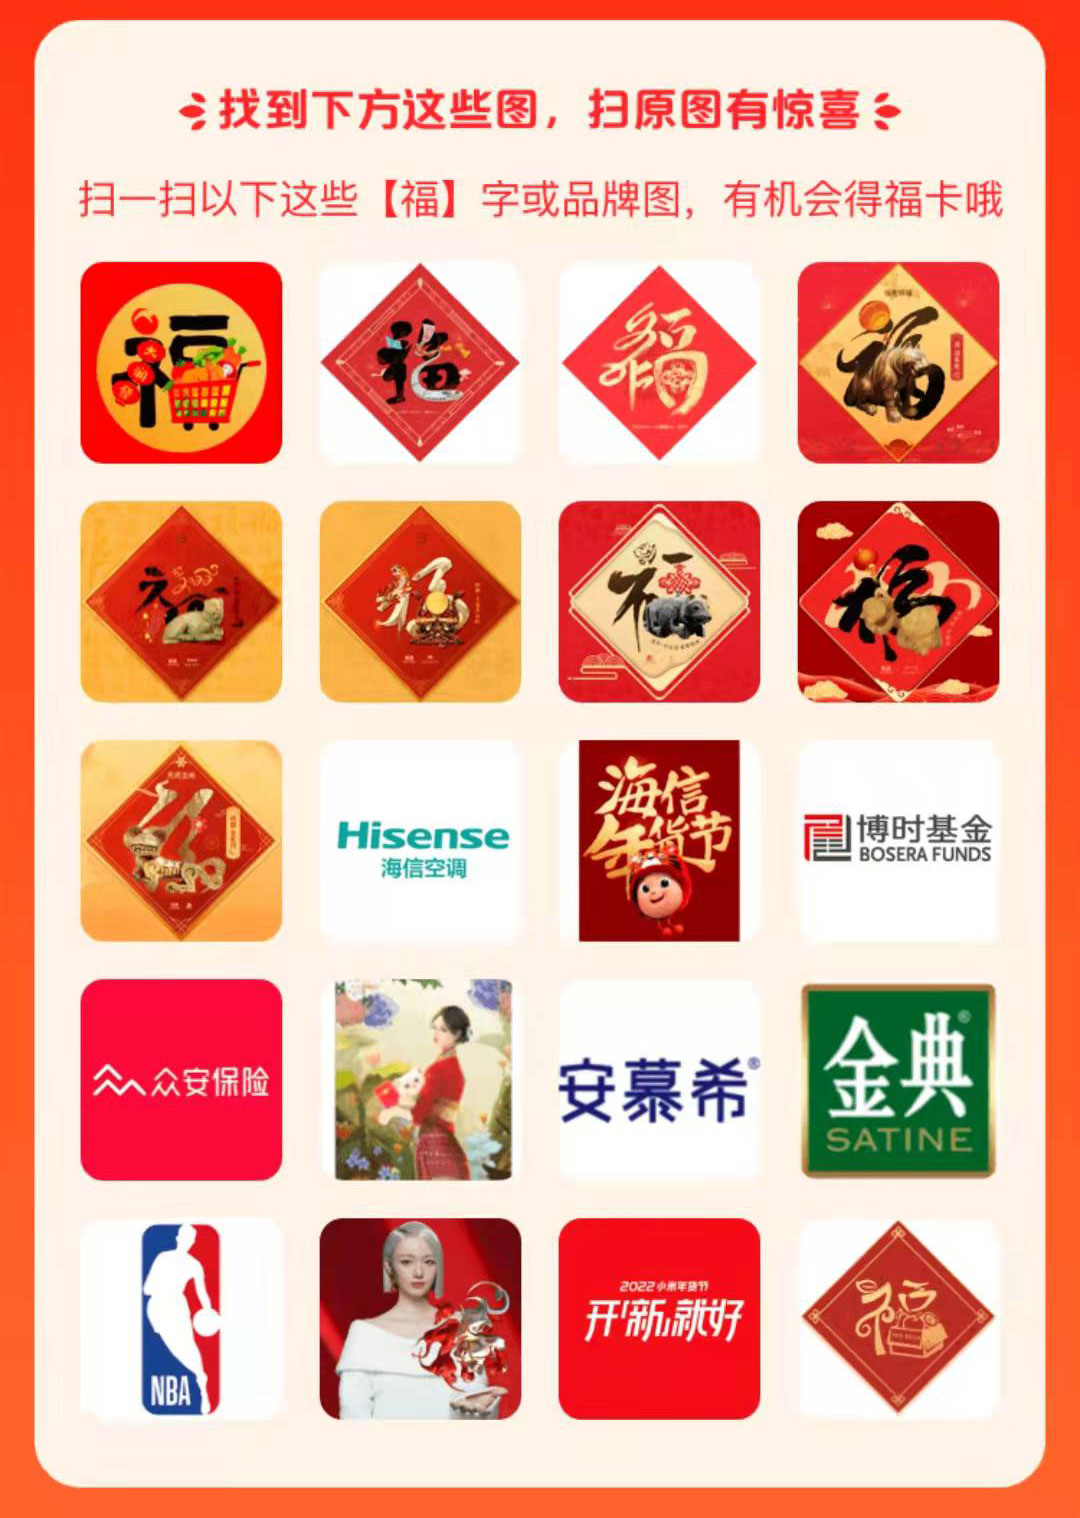 找到下方这些图，扫原图有惊喜
扫一扫以下这些【福】字或品牌图，有机会得福卡哦
福
福
福
福
福
福
福
福
福
Hisense
海信空调
海信
年货节
博时基金
BOSERA FUNDS
众安保险
安慕希®
金典®
SATINE
NBA
2022小米年货节
开「新」就好
福